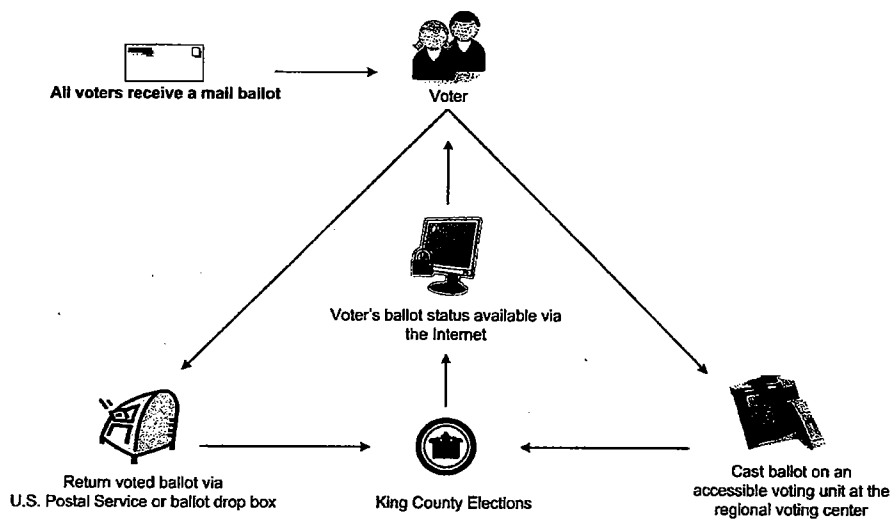 All voters receive a mail ballot
Voter
Voter's ballot status available via
the Internet
Return voted ballot via
U.S. Postal Service or ballot drop box
King County Elections
Cast ballot on an
accessible voting unit at the
regional voting center